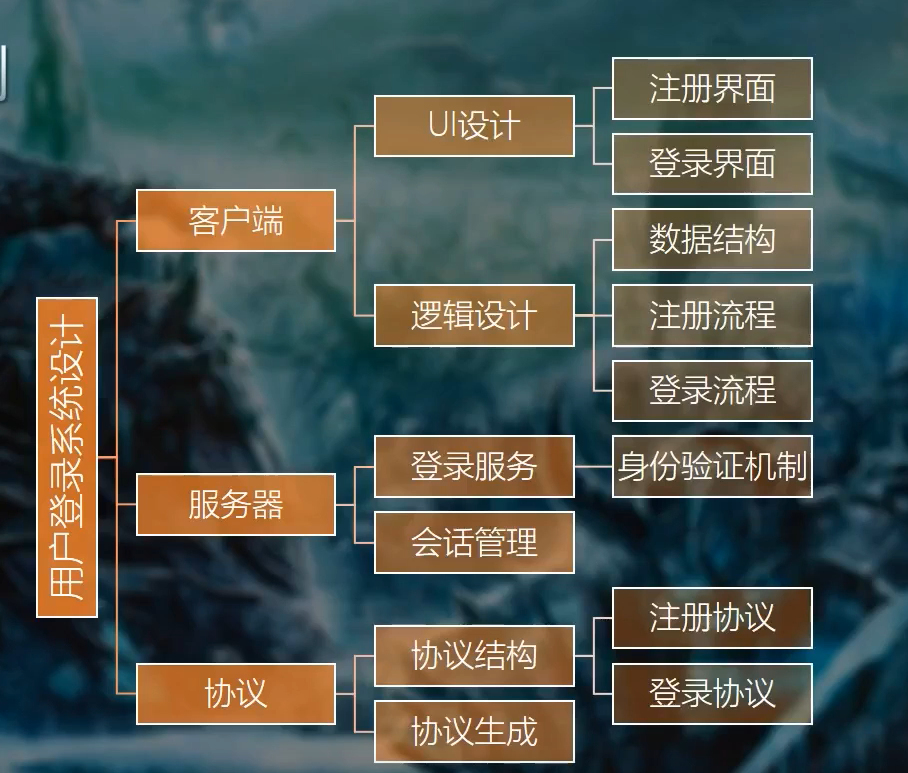 用户登录系统设计
客户端
UI设计
注册界面
登录界面
逻辑设计
数据结构
注册流程
登录流程
服务器
登录服务
身份验证机制
会话管理
协议
协议结构
注册协议
登录协议
协议生成